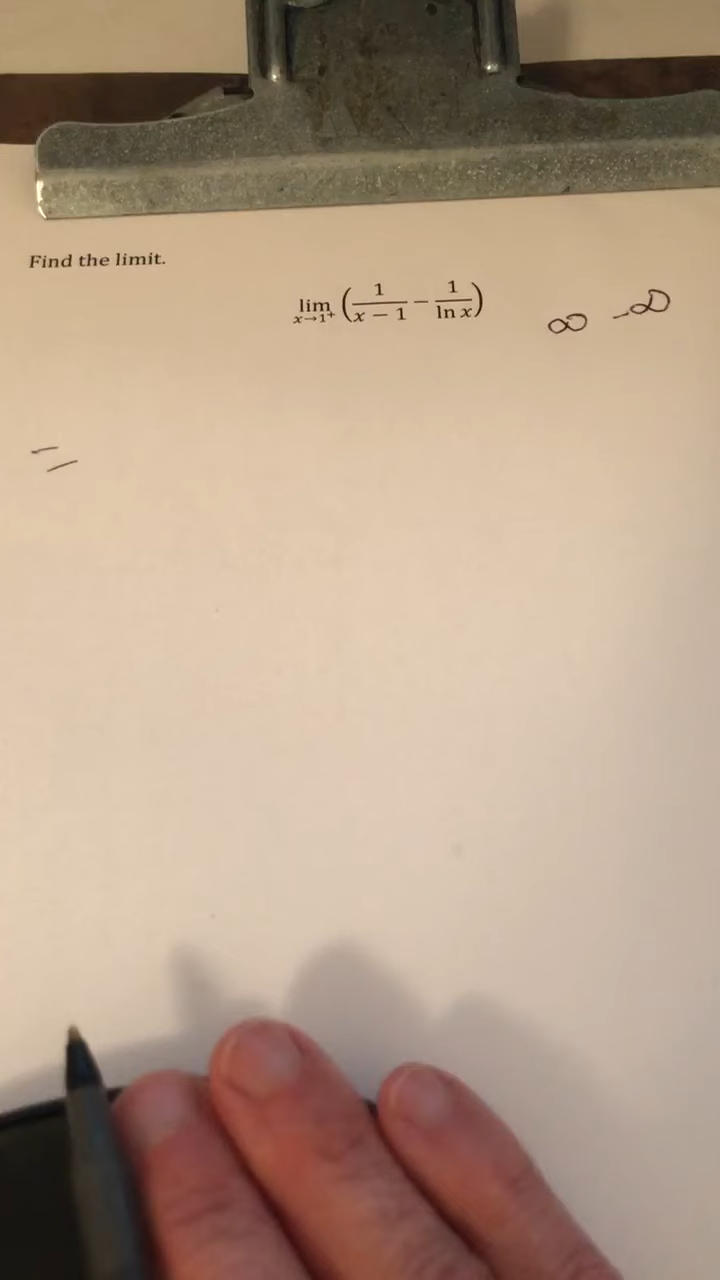 Find the limit.
lim x→1⁺ (1/(x − 1) − 1/ln x) ∞ -∞
=